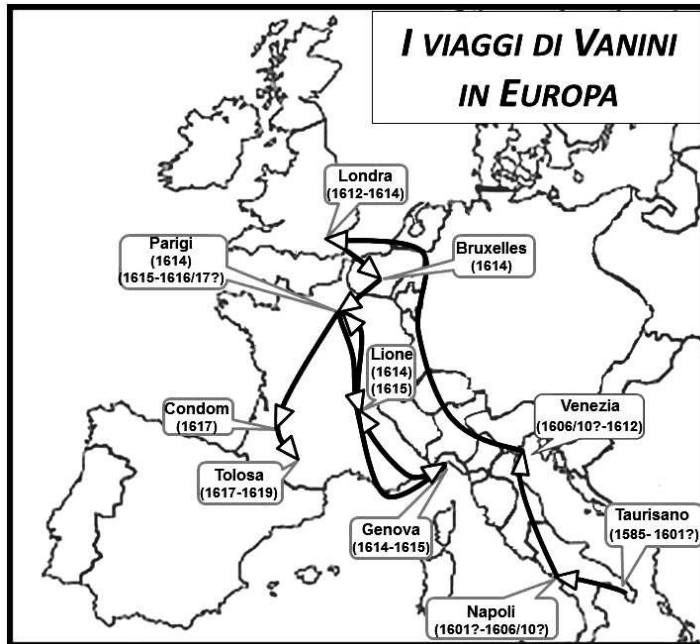 I VIAGGI DI VANINI
IN EUROPA
Londra
(1612-1614)
Parigi
(1614)
(1615-1616/17?)
Bruxelles
(1614)
Lione
(1614)
(1615)
Condom
(1617)
Venezia
(1606/10?-1612)
Tolosa
(1617-1619)
Genova
(1614-1615)
Taurisano
(1585- 1601?)
Napoli
(1601?-1606/10?)